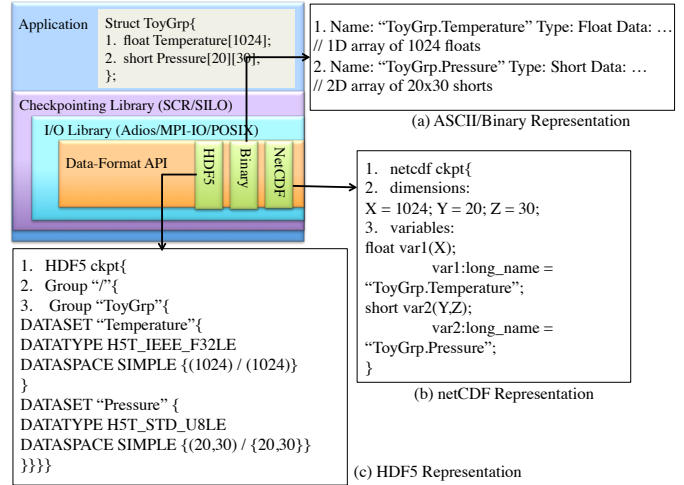 Application
Struct ToyGrp{
1. float Temperature[1024];
2. short Pressure[20][30];
};
Checkpointing Library (SCR/SILO)
I/O Library (Adios/MPI-IO/POSIX)
Data-Format API
HDF5
Binary
NetCDF
1. Name: “ToyGrp.Temperature” Type: Float Data: …
// 1D array of 1024 floats
2. Name: “ToyGrp.Pressure” Type: Short Data: …
// 2D array of 20x30 shorts
(a) ASCII/Binary Representation
1. netcdf ckpt{
2. dimensions:
X = 1024; Y = 20; Z = 30;
3. variables:
float var1(X);
var1:long_name =
“ToyGrp.Temperature”;
short var2(Y,Z);
var2:long_name =
“ToyGrp.Pressure”;
}
(b) netCDF Representation
1. HDF5 ckpt{
2. Group “/”{
3. Group “ToyGrp”{
DATASET “Temperature”{
DATATYPE H5T_IEEE_F32LE
DATASPACE SIMPLE {(1024) / (1024)}
}
DATASET “Pressure” {
DATATYPE H5T_STD_U8LE
DATASPACE SIMPLE {(20,30) / {20,30}}
}}}}
(c) HDF5 Representation